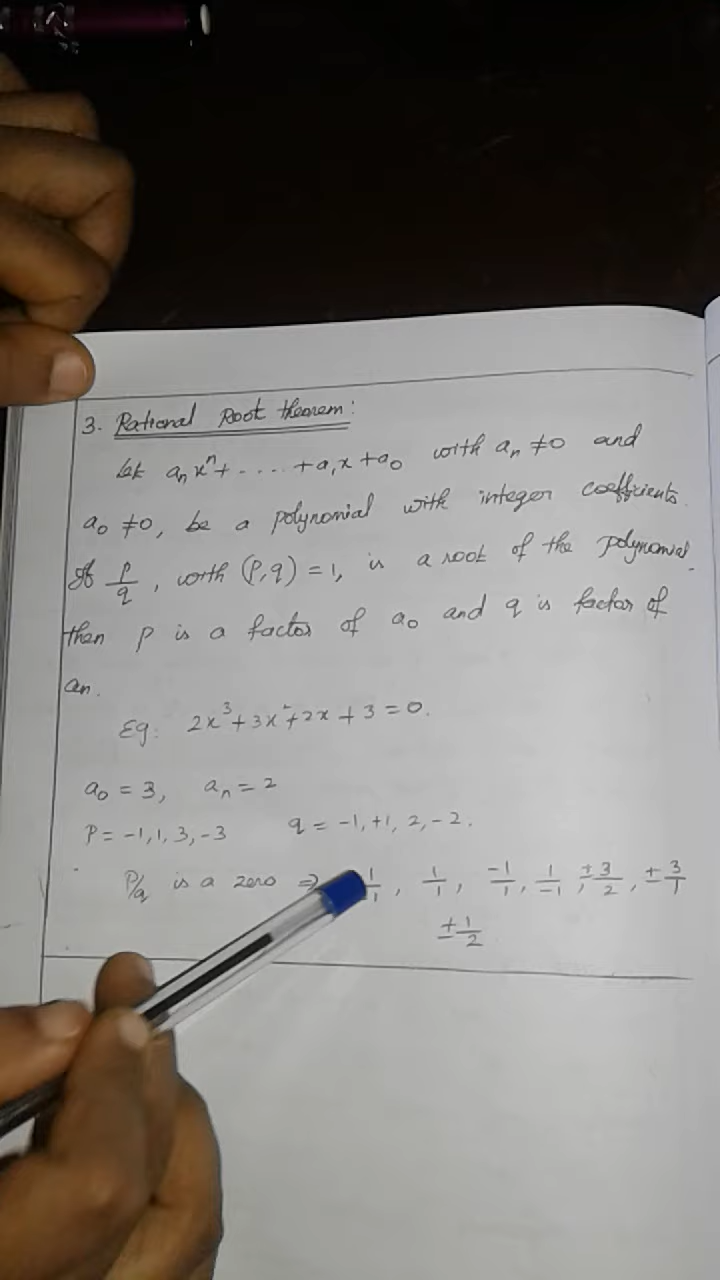 3. Rational Root theorem:
Let aₙxⁿ + .... + a₁x + a₀ with aₙ ≠ 0 and
a₀ ≠ 0, be a polynomial with integer coefficients.
If p/q, with (p,q) = 1, is a root of the polynomial,
then p is a factor of a₀ and q is factor of
an.
Eg: 2x³ + 3x² + 2x + 3 = 0.
a₀ = 3, aₙ = 2
P = -1, 1, 3, -3 q = -1, +1, 2, -2.
P/q is a zero ⇒ 1/1, 1/1, -1/1, 1/-1, ±3/2, ±3/1
±1/2